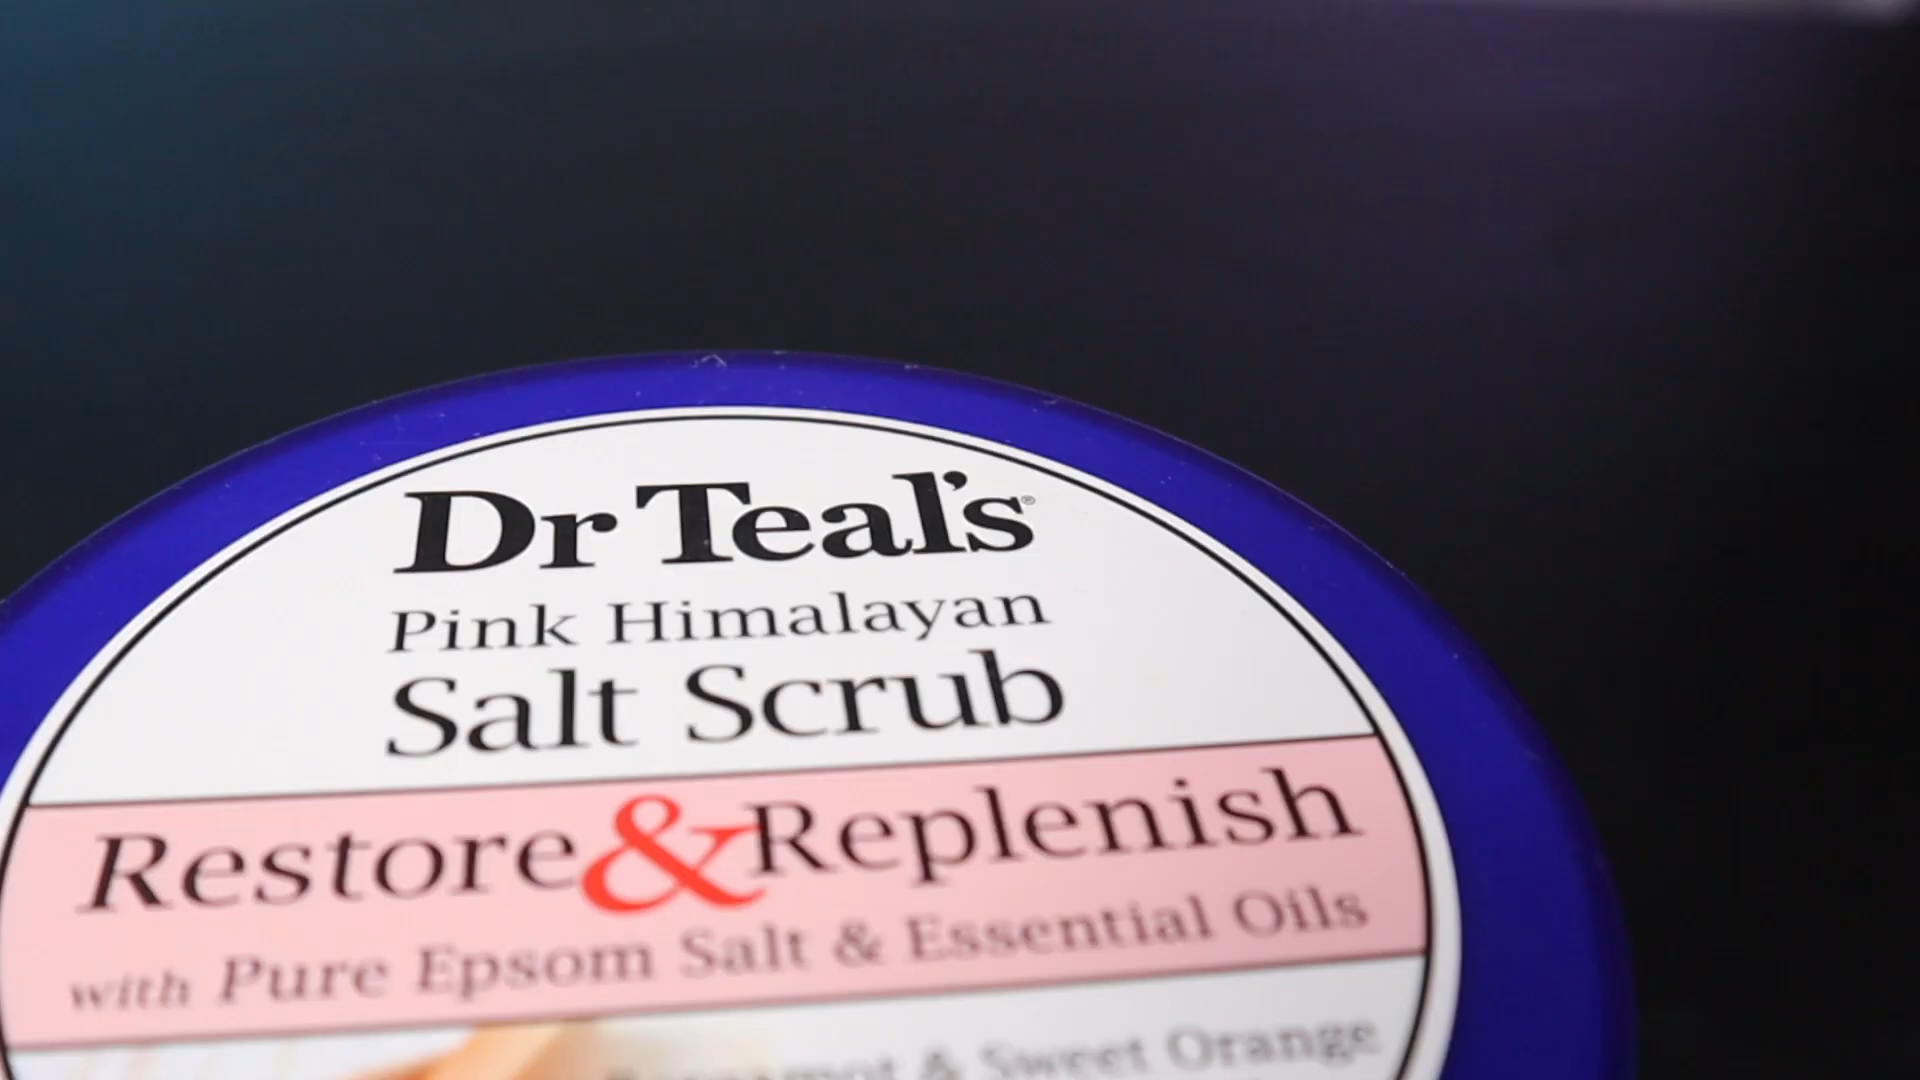 Dr Teal's®
Pink Himalayan
Salt Scrub
Restore & Replenish
with Pure Epsom Salt & Essential Oils
& Sweet Orange